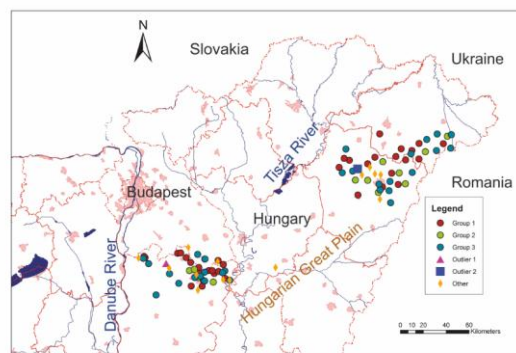 N
Slovakia
Ukraine
Tisza River
Budapest
Romania
Hungary
Danube River
Hungarian Great Plain
Legend
Group 1
Group 2
Group 3
Outlier 1
Outlier 2
Other
0 10 20 40 60
Kilometers